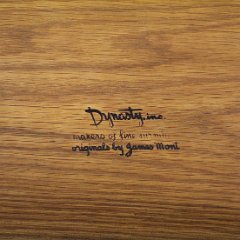 Dynasty, inc.
makers of fine
originals by James Mont